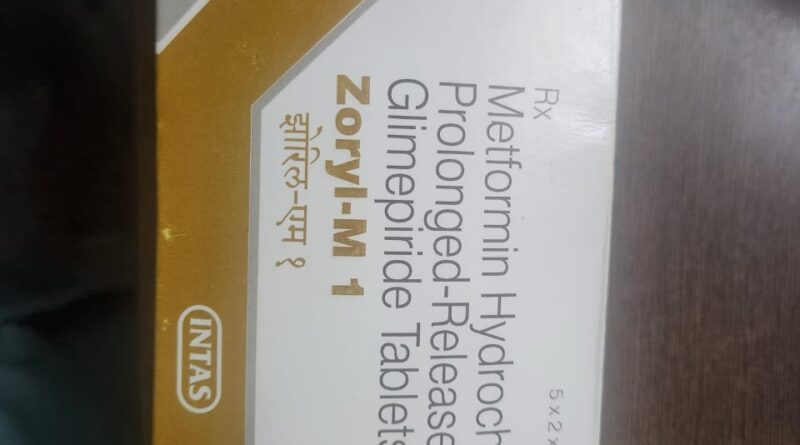 Rx
5 x 2 x
Metformin Hydroch
Prolonged-Release
Glimepiride Tablets
Zoryl-M 1
झोरिल-एम १
INTAS